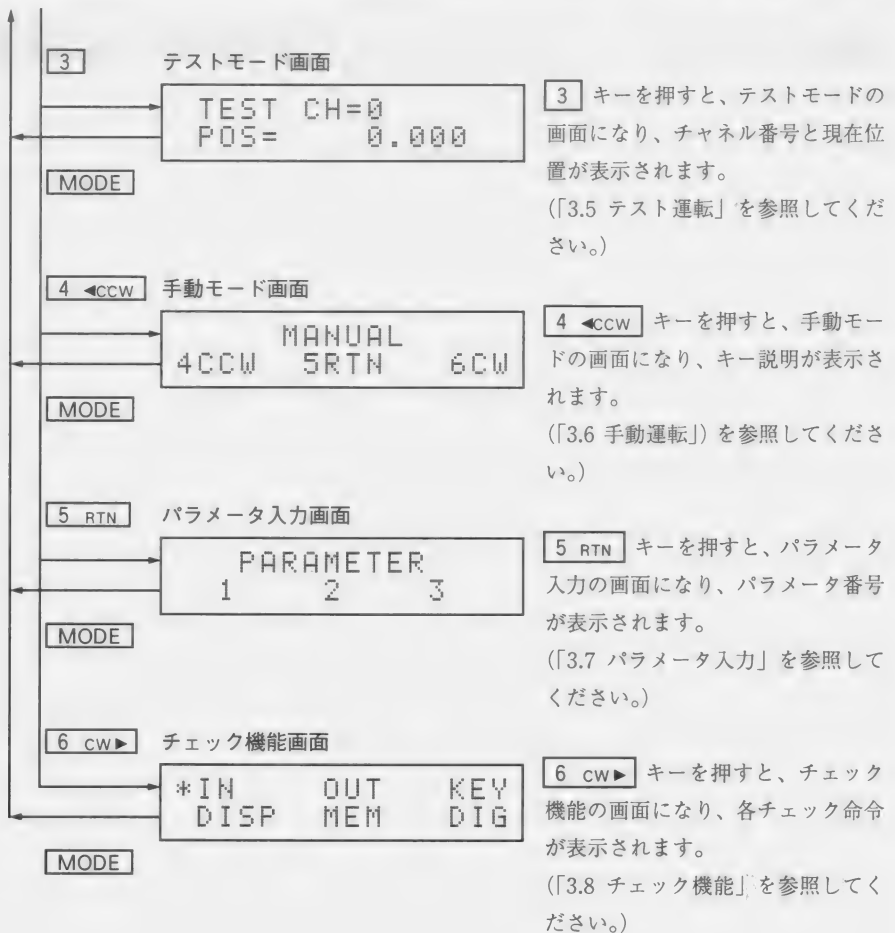 3
テストモード画面
TEST CH=0
POS= 0.000
MODE
3 キーを押すと、テストモードの
画面になり、チャネル番号と現在位
置が表示されます。
(「3.5 テスト運転」を参照してくだ
さい。)
4 ◄CCW
手動モード画面
MANUAL
4CCW 5RTN 6CW
MODE
4 ◄CCW キーを押すと、手動モー
ドの画面になり、キー説明が表示さ
れます。
(「3.6 手動運転」) を参照してくださ
い。)
5 RTN
パラメータ入力画面
PARAMETER
1 2 3
MODE
5 RTN キーを押すと、パラメータ
入力の画面になり、パラメータ番号
が表示されます。
(「3.7 パラメータ入力」を参照して
ください。)
6 CW►
チェック機能画面
*IN OUT KEY
DISP MEM DIG
MODE
6 CW► キーを押すと、チェック
機能の画面になり、各チェック命令
が表示されます。
(「3.8 チェック機能」を参照してく
ださい。)